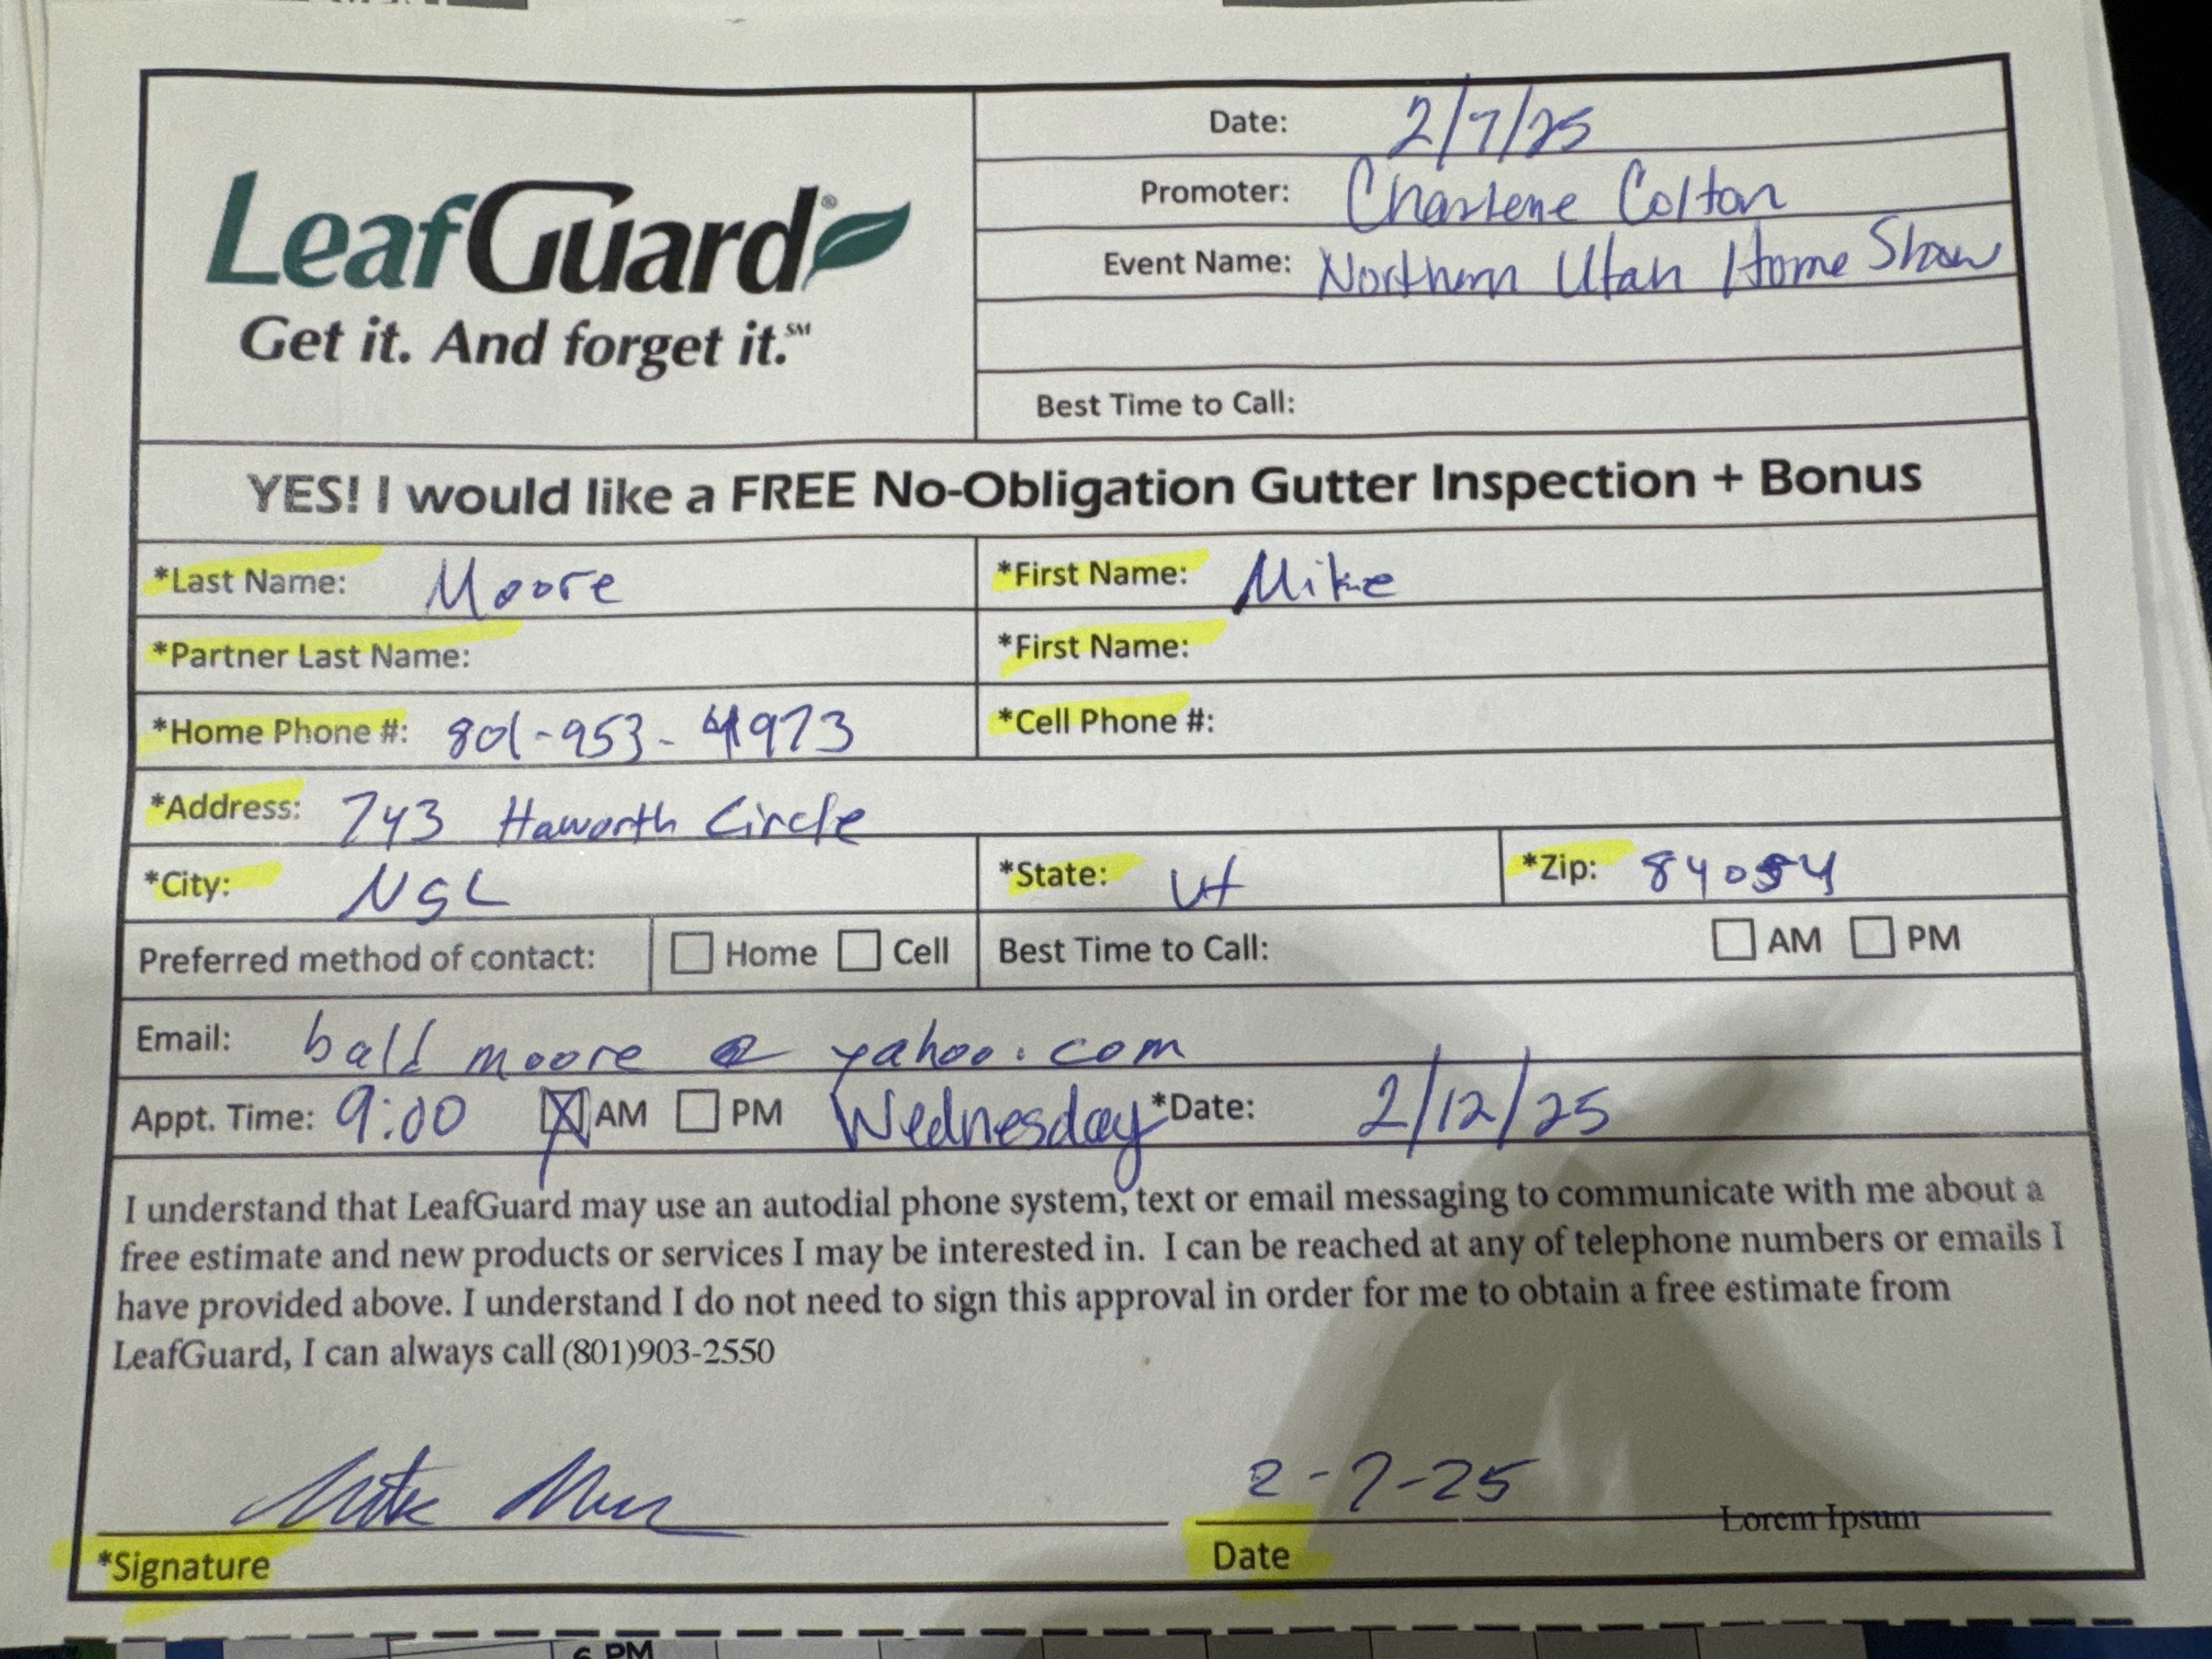 LeafGuard®
Get it. And forget it.℠
Date: 2/7/25
Promoter: Charlene Colton
Event Name: Northern Utah Home Show
Best Time to Call:
YES! I would like a FREE No-Obligation Gutter Inspection + Bonus
*Last Name: Moore *First Name: Mike
*Partner Last Name: *First Name:
*Home Phone #: 801-953-4973 *Cell Phone #:
*Address: 743 Haworth Circle
*City: NSL *State: Ut *Zip: 84054
Preferred method of contact: ☐ Home ☐ Cell Best Time to Call: ☐ AM ☐ PM
Email: ball moore @ yahoo.com
Appt. Time: 9:00 ☒ AM ☐ PM Wednesday *Date: 2/12/25
I understand that LeafGuard may use an autodial phone system, text or email messaging to communicate with me about a
free estimate and new products or services I may be interested in. I can be reached at any of telephone numbers or emails I
have provided above. I understand I do not need to sign this approval in order for me to obtain a free estimate from
LeafGuard, I can always call (801)903-2550
Mike Moore 2-7-25
Lorem Ipsum
*Signature Date
6 PM